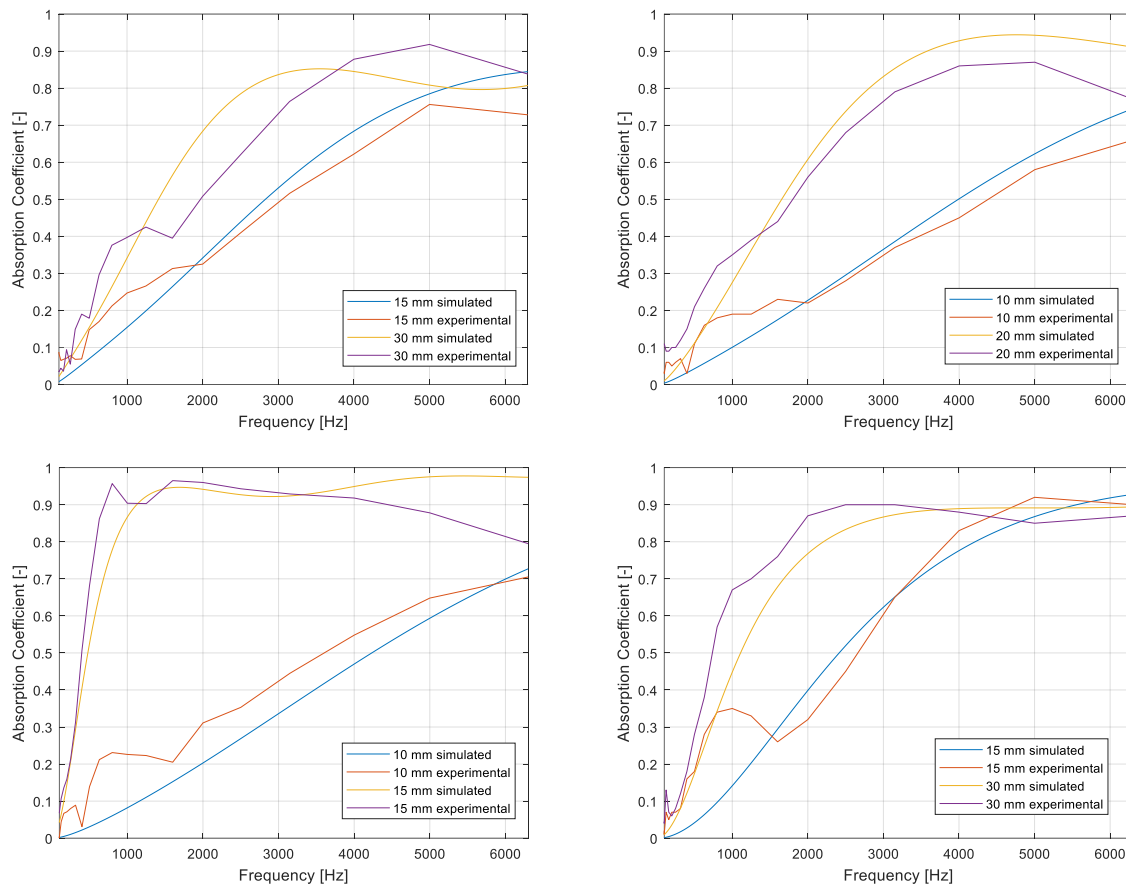 1
0.9
0.8
0.7
0.6
0.5
0.4
0.3
0.2
0.1
0
Absorption Coefficient [-]
15 mm simulated
15 mm experimental
30 mm simulated
30 mm experimental
1000 2000 3000 4000 5000 6000
Frequency [Hz]
1
0.9
0.8
0.7
0.6
0.5
0.4
0.3
0.2
0.1
0
Absorption Coefficient [-]
10 mm simulated
10 mm experimental
20 mm simulated
20 mm experimental
1000 2000 3000 4000 5000 6000
Frequency [Hz]
1
0.9
0.8
0.7
0.6
0.5
0.4
0.3
0.2
0.1
0
Absorption Coefficient [-]
10 mm simulated
10 mm experimental
15 mm simulated
15 mm experimental
1000 2000 3000 4000 5000 6000
Frequency [Hz]
1
0.9
0.8
0.7
0.6
0.5
0.4
0.3
0.2
0.1
0
Absorption Coefficient [-]
15 mm simulated
15 mm experimental
30 mm simulated
30 mm experimental
1000 2000 3000 4000 5000 6000
Frequency [Hz]